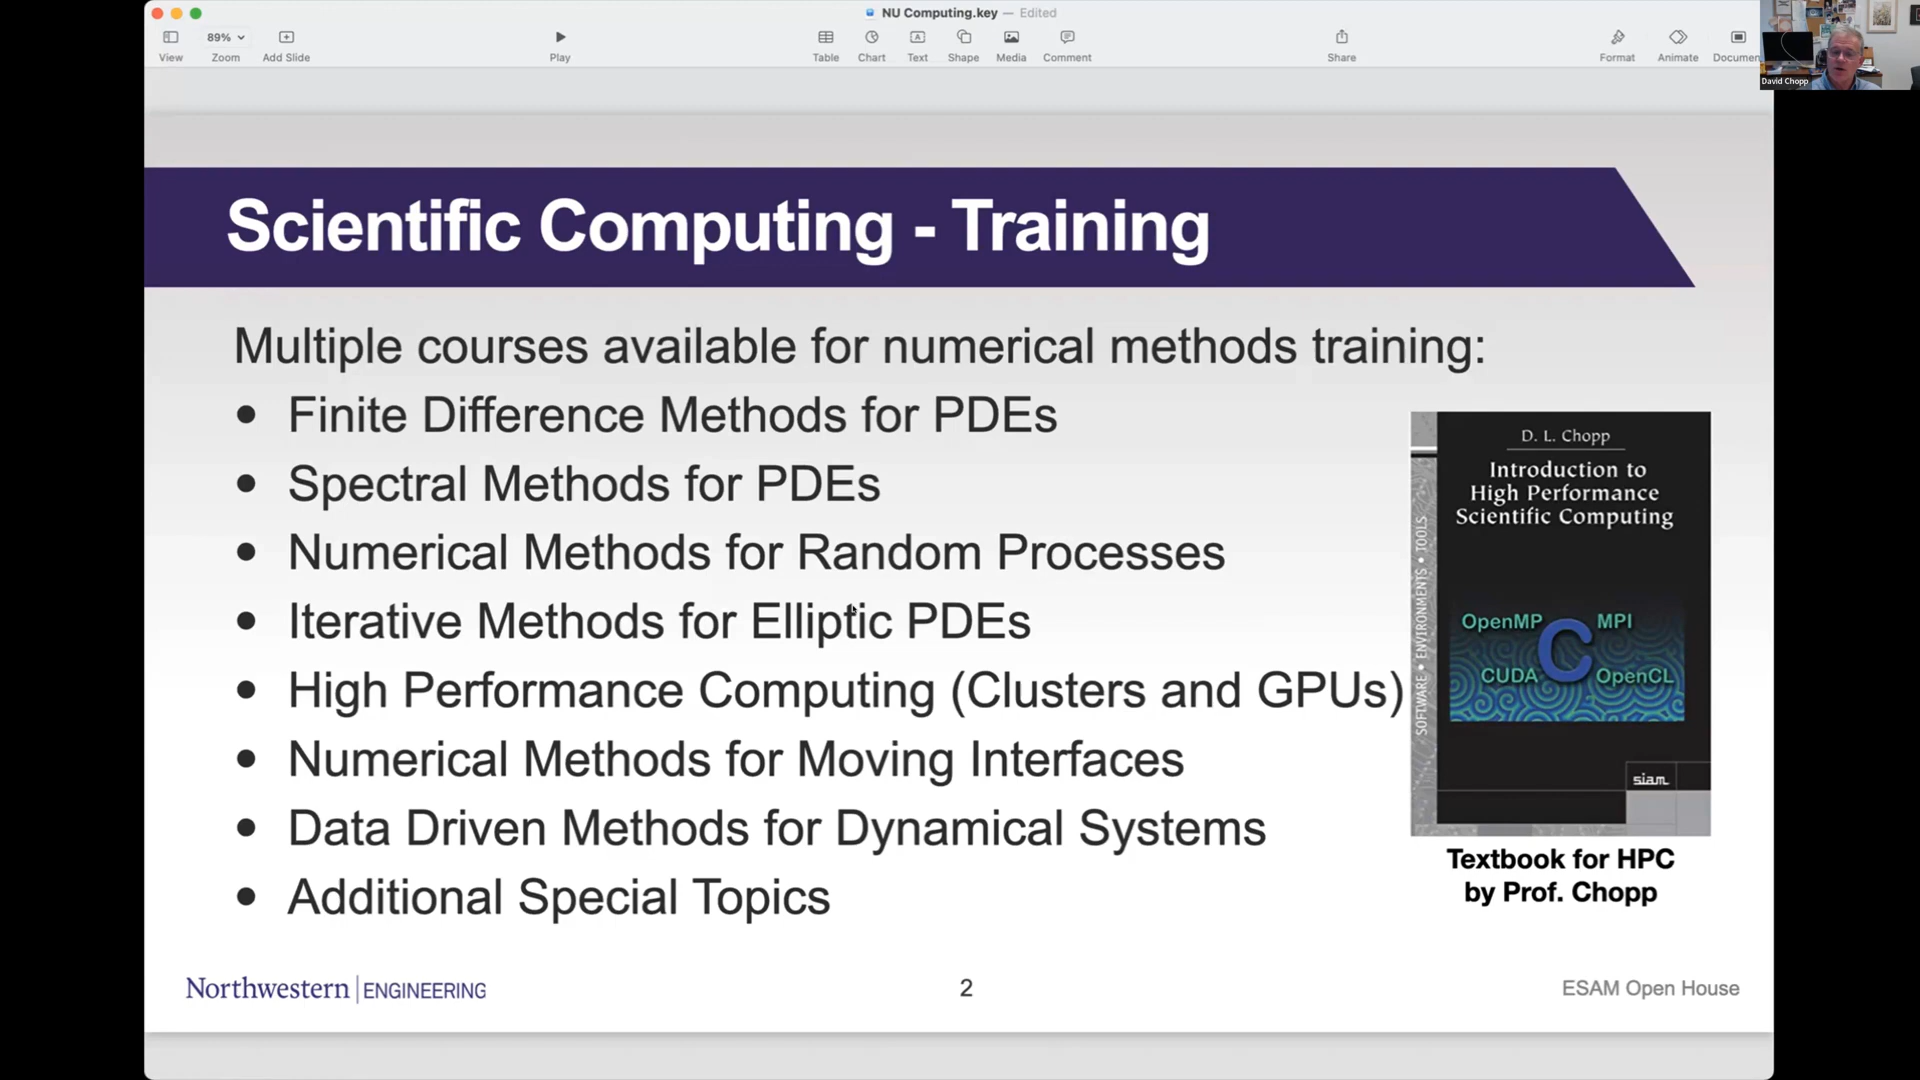 NU Computing.key — Edited
89%
View
Zoom
Add Slide
Play
Table
Chart
Text
Shape
Media
Comment
Share
Format
Animate
Documen
David Chopp
Scientific Computing - Training
Multiple courses available for numerical methods training:
• Finite Difference Methods for PDEs
• Spectral Methods for PDEs
• Numerical Methods for Random Processes
• Iterative Methods for Elliptic PDEs
• High Performance Computing (Clusters and GPUs)
• Numerical Methods for Moving Interfaces
• Data Driven Methods for Dynamical Systems
• Additional Special Topics
D. L. Chopp
Introduction to
High Performance
Scientific Computing
SOFTWARE • ENVIRONMENTS • TOOLS
OpenMP
MPI
C
CUDA
OpenCL
siam
Textbook for HPC
by Prof. Chopp
Northwestern | ENGINEERING
2
ESAM Open House